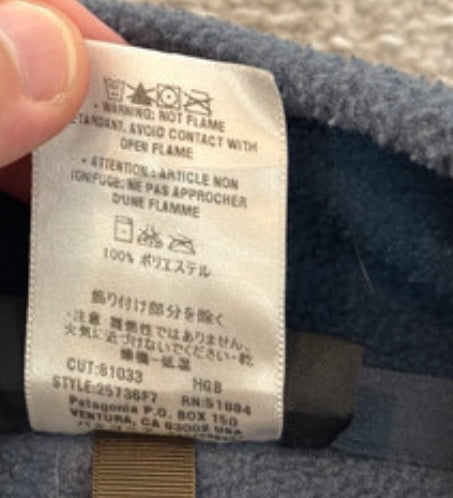 • WARNING: NOT FLAME
RETARDANT, AVOID CONTACT WITH
OPEN FLAME
• ATTENTION : ARTICLE NON
IGNIFUGE: NE PAS APPROCHER
D'UNE FLAMME
100% ポリエステル
飾り付け部分を除く
・注意 難燃性ではありません。
火気に近づけないでください
CUT:61033 HGB
STYLE:25736F7 RN:51884
Patagonia P.O. BOX 150
VENTURA, CA 93002 USA